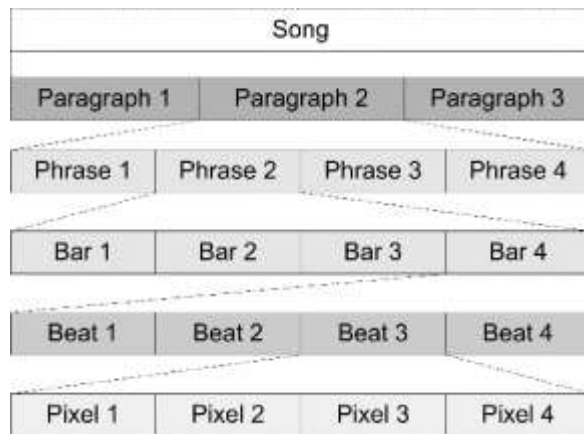 Song
Paragraph 1 Paragraph 2 Paragraph 3
Phrase 1 Phrase 2 Phrase 3 Phrase 4
Bar 1 Bar 2 Bar 3 Bar 4
Beat 1 Beat 2 Beat 3 Beat 4
Pixel 1 Pixel 2 Pixel 3 Pixel 4